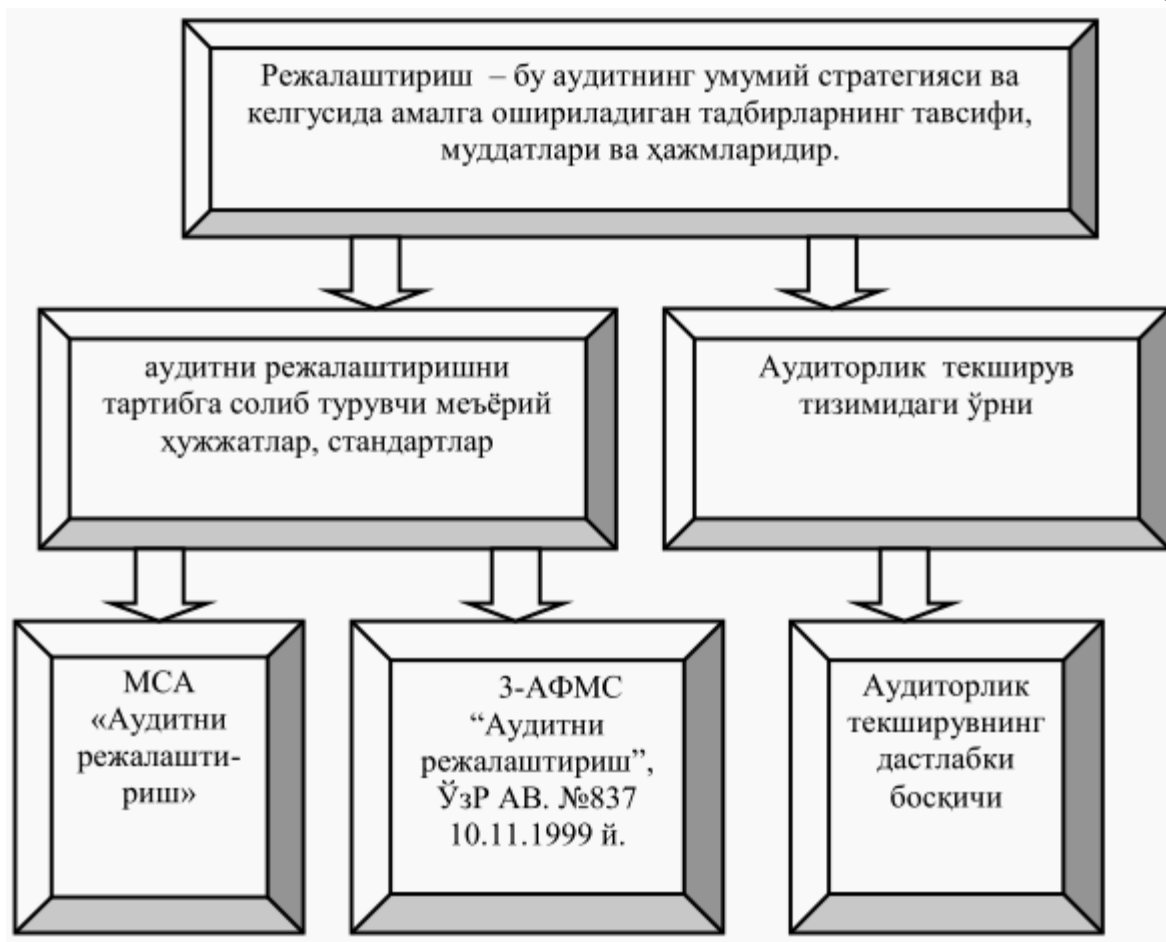 Режалаштириш – бу аудитнинг умумий стратегияси ва
келгусида амалга ошириладиган тадбирларнинг тавсифи,
муддатлари ва ҳажмларидир.
аудитни режалаштиришни
тартибга солиб турувчи меъёрий
ҳужжатлар, стандартлар
Аудиторлик текширув
тизимидаги ўрни
МСА
«Аудитни
режалашти-
риш»
3-АФМС
“Аудитни
режалаштириш”,
ЎзР АВ. №837
10.11.1999 й.
Аудиторлик
текширувнинг
дастлабки
босқичи